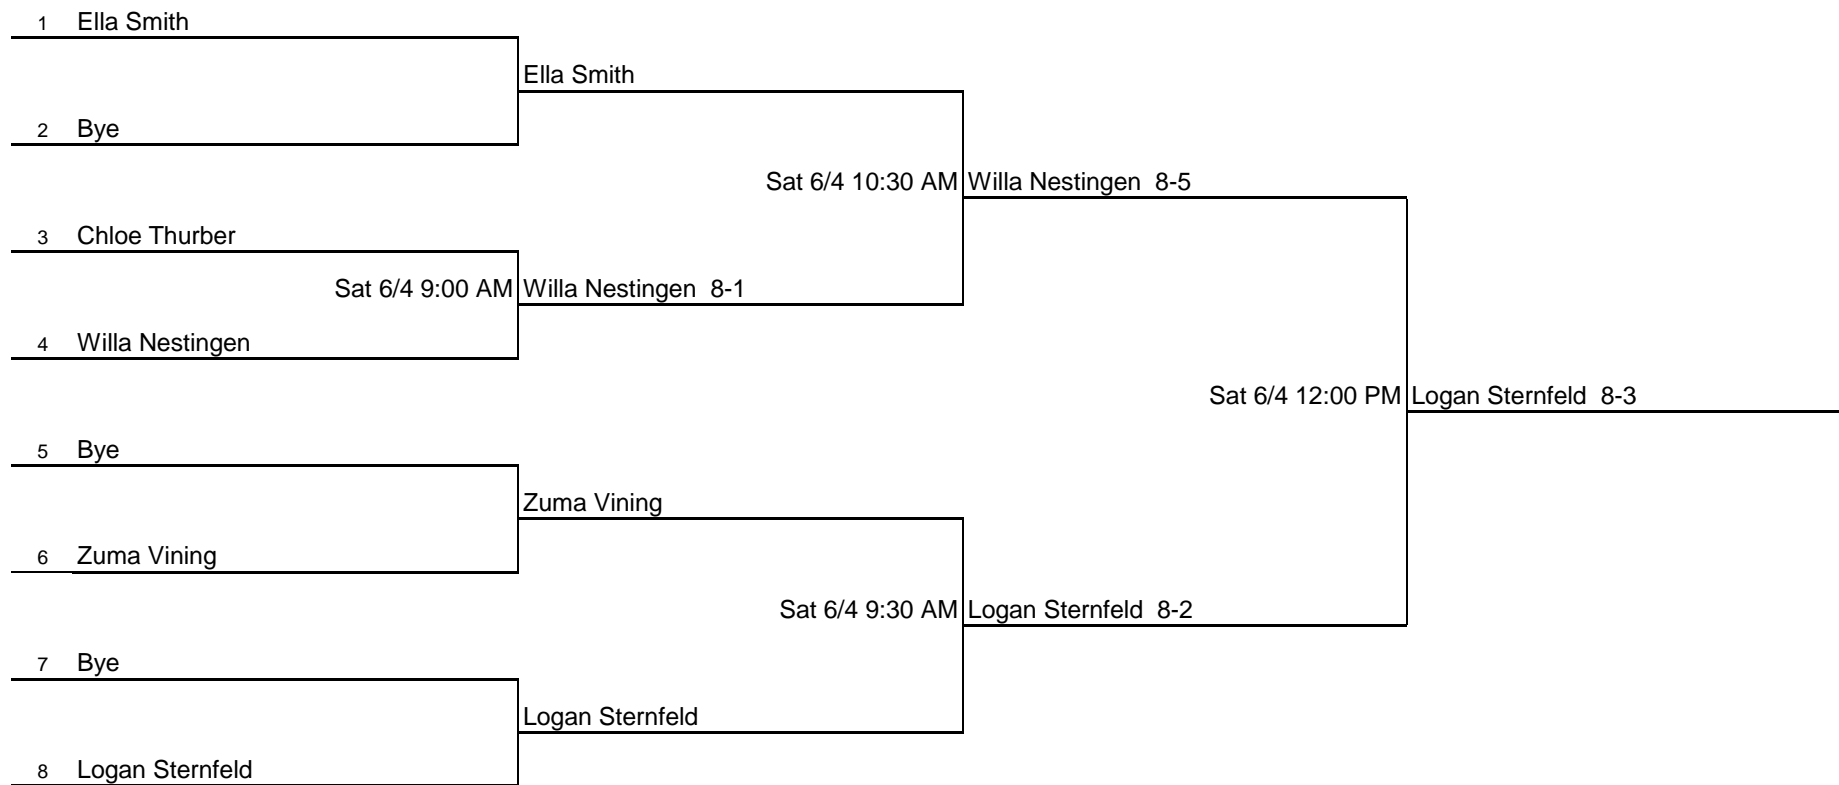 1 Ella Smith
Ella Smith
2 Bye
Sat 6/4 10:30 AM Willa Nestingen 8-5
3 Chloe Thurber
Sat 6/4 9:00 AM Willa Nestingen 8-1
4 Willa Nestingen
Sat 6/4 12:00 PM Logan Sternfeld 8-3
5 Bye
Zuma Vining
6 Zuma Vining
Sat 6/4 9:30 AM Logan Sternfeld 8-2
7 Bye
Logan Sternfeld
8 Logan Sternfeld